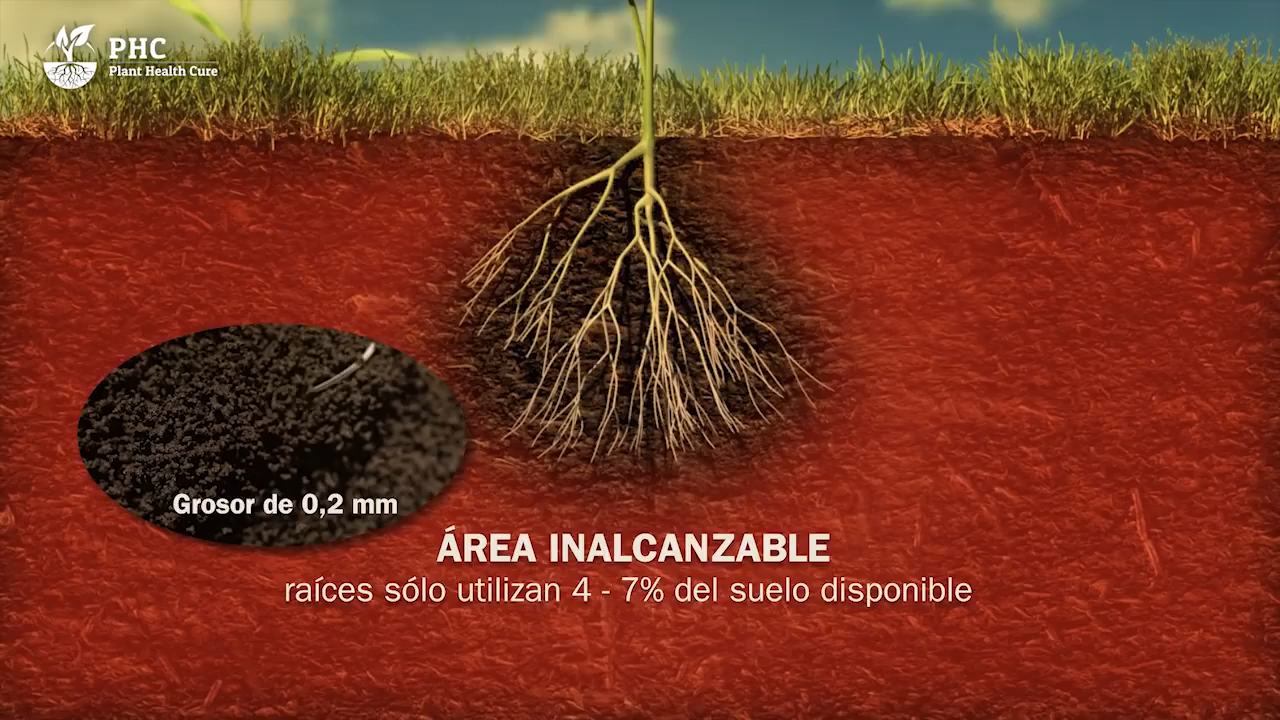 PHC
Plant Health Cure
Grosor de 0,2 mm
ÁREA INALCANZABLE
raíces sólo utilizan 4 - 7% del suelo disponible